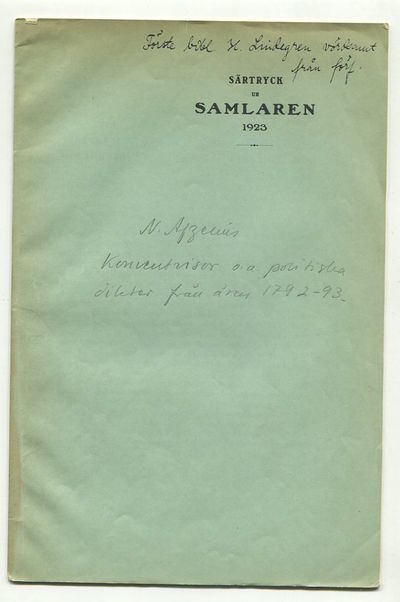 Förste bibl H. Lindegren vördsamt
från förf.
SÄRTRYCK
UR
SAMLAREN
1923
N. Afzelius
Konventvisor o.a. politiska
dikter från åren 1792-93.